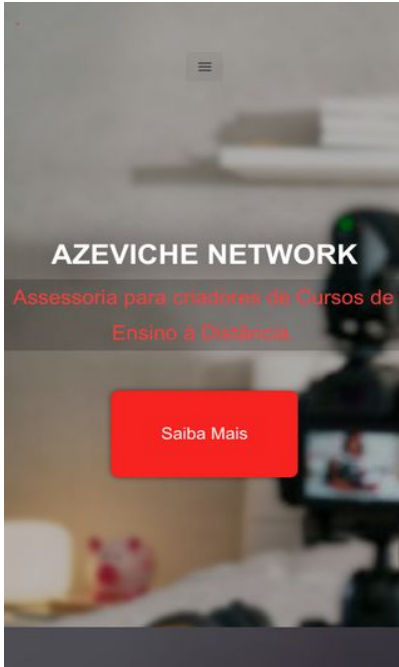 AZEVICHE NETWORK
Assessoria para criadores de Cursos de
Ensino à Distância
Saiba Mais